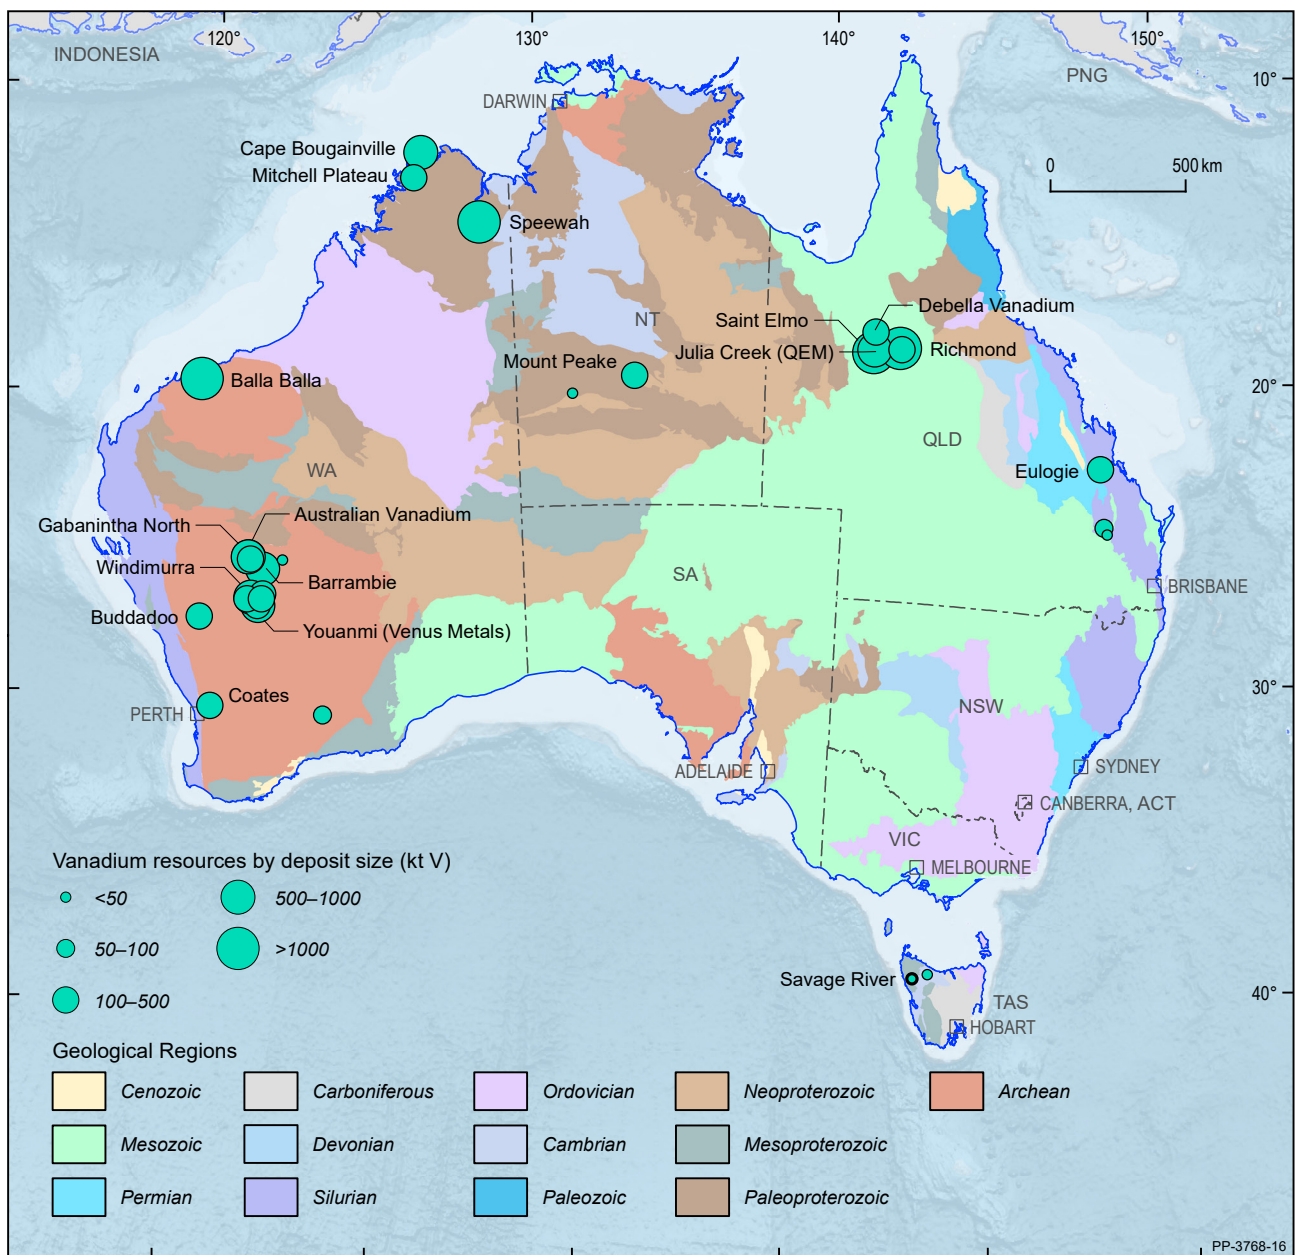 120°
130°
140°
150°
INDONESIA
PNG
10°
DARWIN
Cape Bougainville
Mitchell Plateau
0
500 km
Speewah
Debella Vanadium
Saint Elmo
NT
Julia Creek (QEM)
Richmond
Mount Peake
Balla Balla
20°
QLD
WA
Eulogie
Australian Vanadium
Gabanintha North
Windimurra
Barrambie
SA
BRISBANE
Buddadoo
Youanmi (Venus Metals)
Coates
30°
PERTH
NSW
ADELAIDE
SYDNEY
CANBERRA, ACT
VIC
MELBOURNE
Vanadium resources by deposit size (kt V)
<50
500–1000
50–100
>1000
100–500
Savage River
40°
TAS
HOBART
Geological Regions
Cenozoic
Carboniferous
Ordovician
Neoproterozoic
Archean
Mesozoic
Devonian
Cambrian
Mesoproterozoic
Permian
Silurian
Paleozoic
Paleoproterozoic
PP-3768-16